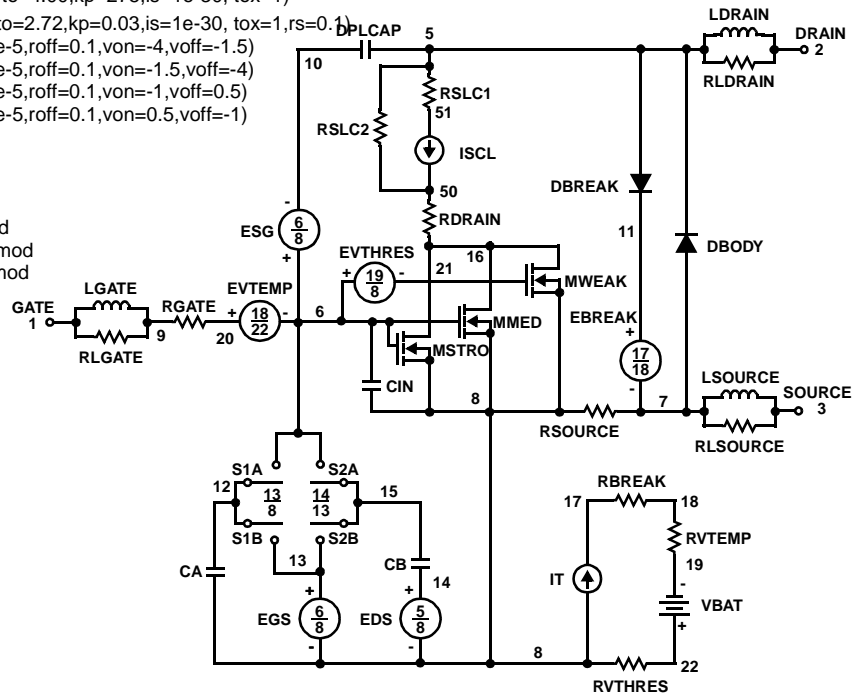 to=2.72,kp=0.03,is=1e-30, tox=1,rs=0.1)
e-5,roff=0.1,von=-4,voff=-1.5)
e-5,roff=0.1,von=-1.5,voff=-4)
e-5,roff=0.1,von=-1,voff=0.5)
e-5,roff=0.1,von=0.5,voff=-1)
d
mod
mod
DPLCAP
5
10
LDRAIN
DRAIN
2
RLDRAIN
RSLC1
51
RSLC2
ISCL
50
RDRAIN
DBREAK
11
DBODY
-
ESG
6
8
+
EVTHRES
+
19
8
-
21
16
MWEAK
LGATE
GATE
1
RLGATE
9
RGATE
20
EVTEMP
+
18
22
-
6
MMED
MSTRO
CIN
EBREAK
+
17
18
-
8
RSOURCE
7
LSOURCE
SOURCE
3
RLSOURCE
S1A
S2A
12
13
8
14
13
15
S1B
S2B
13
CA
CB
14
+
EGS
6
8
-
+
EDS
5
8
-
RBREAK
17
18
RVTEMP
19
IT
-
VBAT
+
8
22
RVTHRES